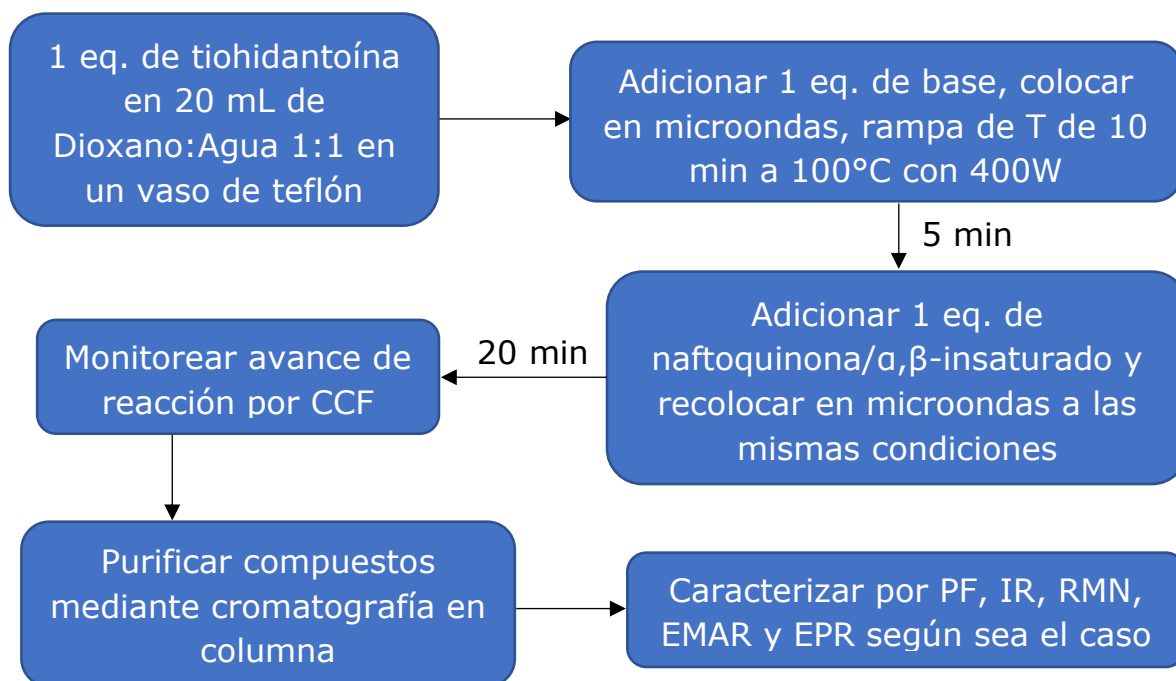 1 eq. de tiohidantoína
en 20 mL de
Dioxano:Agua 1:1 en
un vaso de teflón
Adicionar 1 eq. de base, colocar
en microondas, rampa de T de 10
min a 100°C con 400W
5 min
Adicionar 1 eq. de
naftoquinona/α,β-insaturado y
recolocar en microondas a las
mismas condiciones
20 min
Monitorear avance de
reacción por CCF
Purificar compuestos
mediante cromatografía en
columna
Caracterizar por PF, IR, RMN,
EMAR y EPR según sea el caso